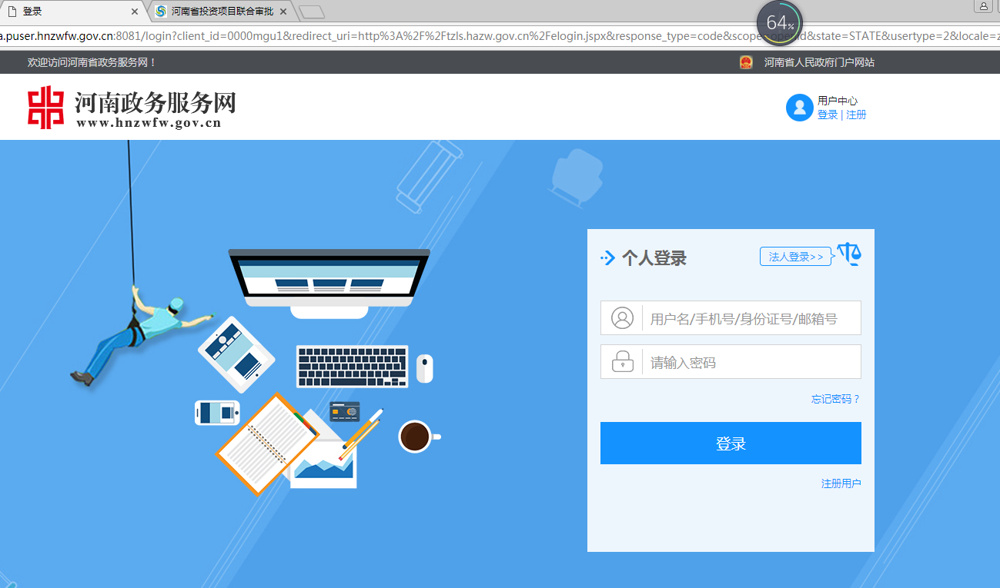 登录
河南省投资项目联合审批
64%
a.puser.hnzwfw.gov.cn:8081/login?client_id=0000mgu1&redirect_uri=http%3A%2F%2Ftzls.hazw.gov.cn%2Felogin.jspx&response_type=code&scope=openid&state=STATE&usertype=2&locale=z
欢迎访问河南省政务服务网！
河南省人民政府门户网站
河南政务服务网
www.hnzwfw.gov.cn
用户中心
登录 | 注册
个人登录
法人登录>>
用户名/手机号/身份证号/邮箱号
请输入密码
忘记密码？
登录
注册用户